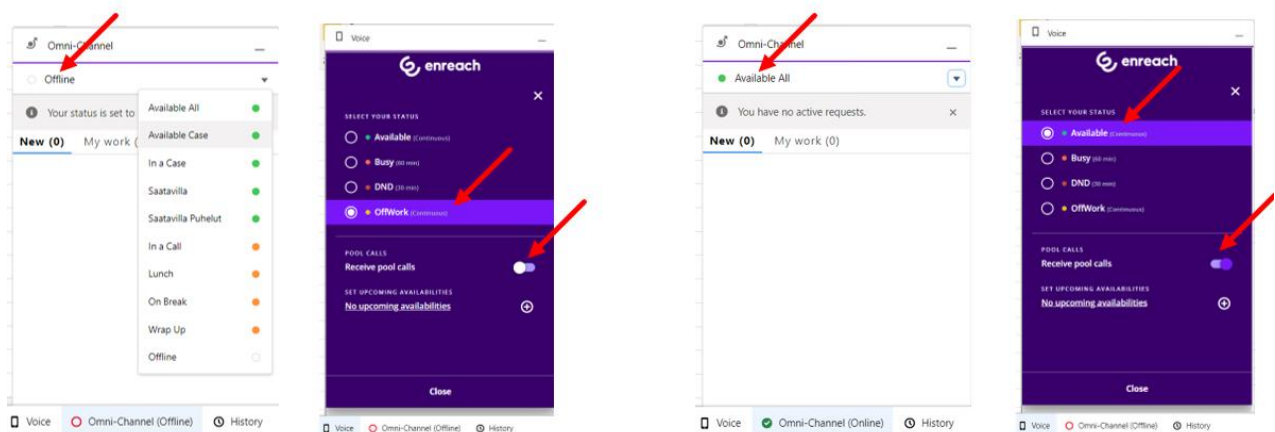 Omni-Channel
Offline
Your status is set to
New (0) My work (
Available All
Available Case
In a Case
Saatavilla
Saatavilla Puhelut
In a Call
Lunch
On Break
Wrap Up
Offline
Voice Omni-Channel (Offline) History
Voice
enreach
SELECT YOUR STATUS
Available (Continuous)
Busy (60 min)
DND (30 min)
OffWork (Continuous)
POOL CALLS
Receive pool calls
SET UPCOMING AVAILABILITIES
No upcoming availabilities
Close
Voice Omni-Channel (Offline) History
Omni-Channel
Available All
You have no active requests.
New (0) My work (0)
Voice Omni-Channel (Online) History
Voice
enreach
SELECT YOUR STATUS
Available (Continuous)
Busy (60 min)
DND (30 min)
OffWork (Continuous)
POOL CALLS
Receive pool calls
SET UPCOMING AVAILABILITIES
No upcoming availabilities
Close
Voice Omni-Channel (Offline) History